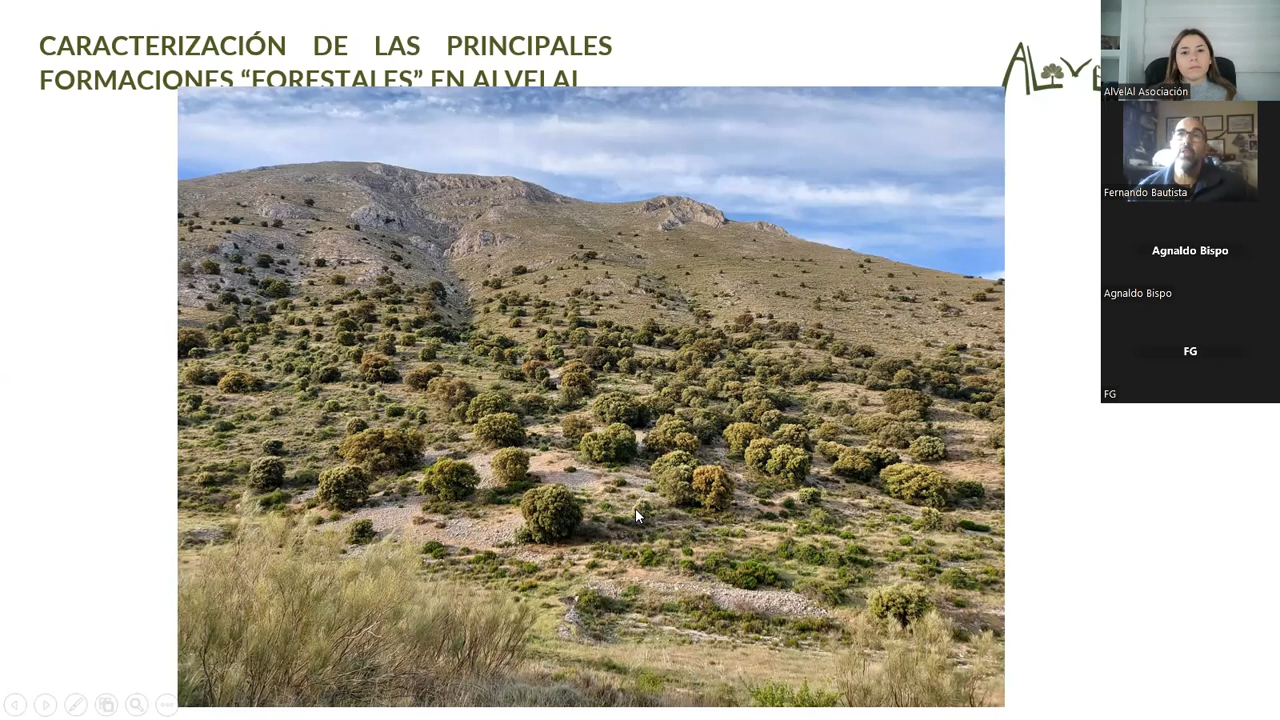 CARACTERIZACIÓN DE LAS PRINCIPALES
FORMACIONES “FORESTALES” EN ALVELAL
AlVelAl Asociación
Fernando Bautista
Agnaldo Bispo
Agnaldo Bispo
FG
FG